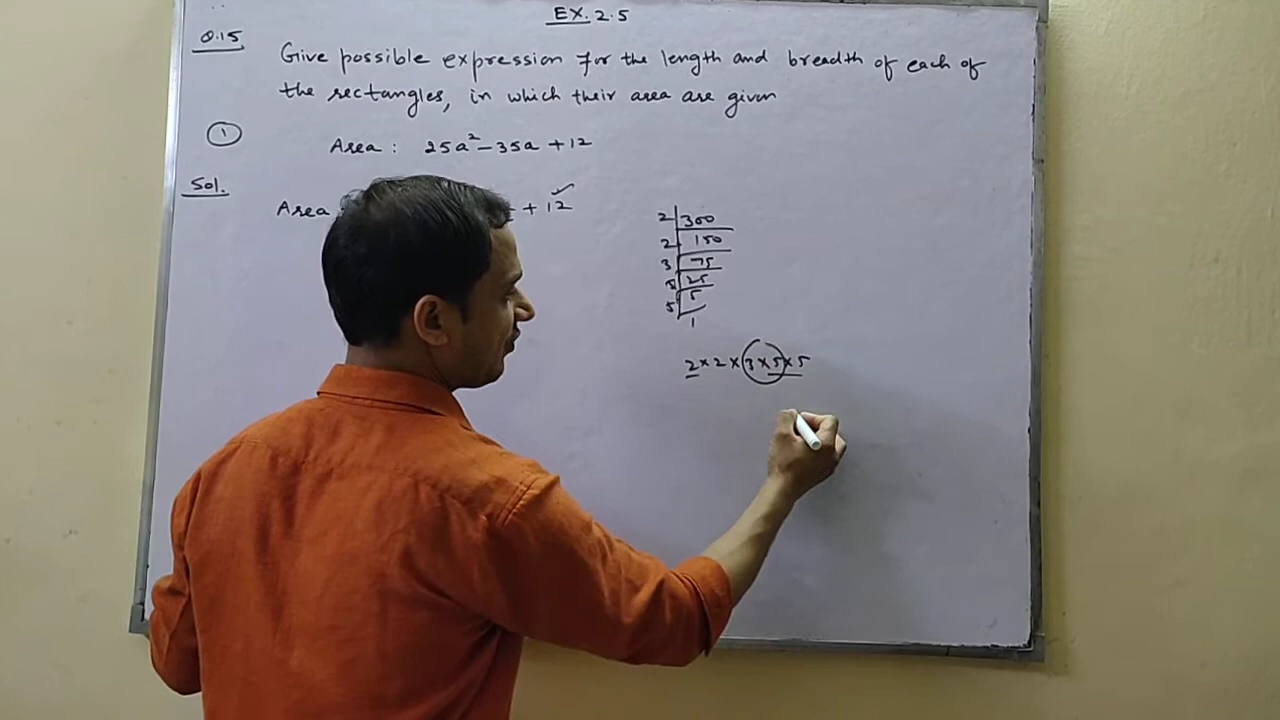 EX. 2.5
Q.15
Give possible expression for the length and breadth of each of
the rectangles, in which their area are given
①
Area : 25a² - 35a + 12
Sol.
Area
+ 12
2 | 300
2 | 150
3 | 75
5 | 25
5 | 5
1
2 × 2 × 3 × 5 × 5